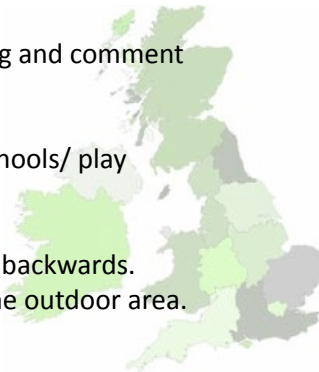 g and comment
hools/ play
backwards.
he outdoor area.